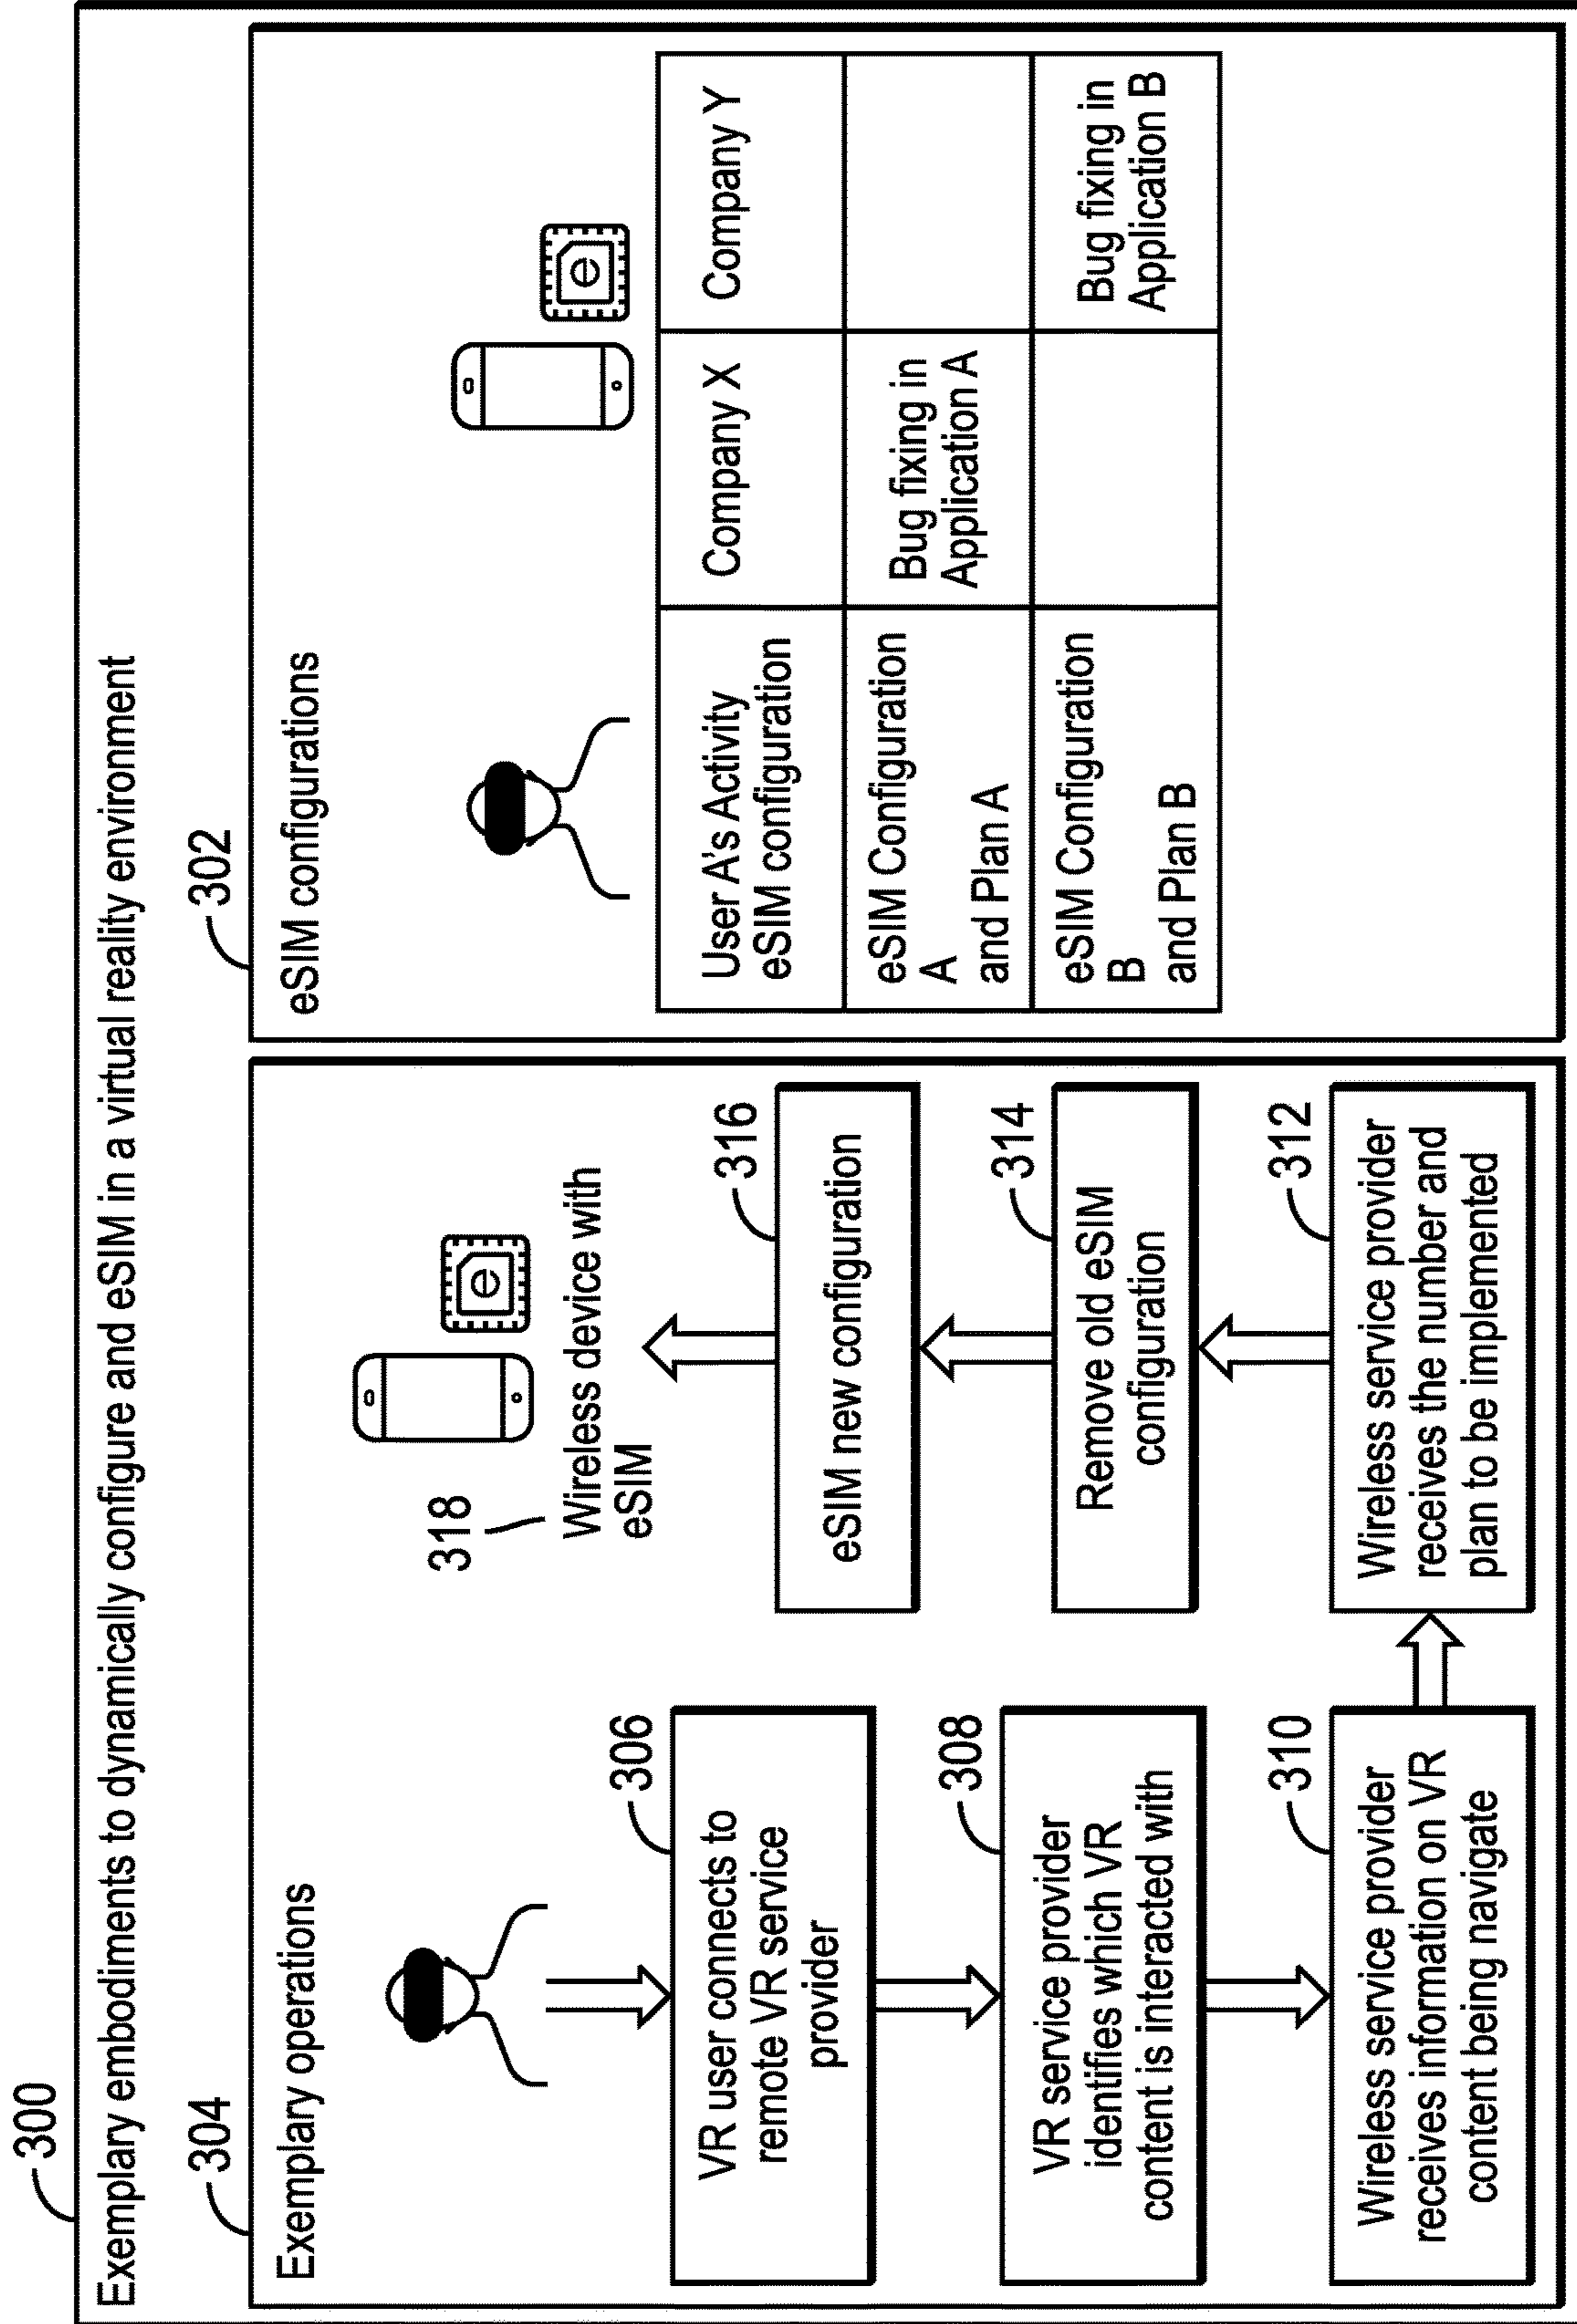 300
Exemplary embodiments to dynamically configure and eSIM in a virtual reality environment
304
Exemplary operations
306
VR user connects to
remote VR service
provider
308
VR service provider
identifies which VR
content is interacted with
310
Wireless service provider
receives information on VR
content being navigate
312
Wireless service provider
receives the number and
plan to be implemented
314
Remove old eSIM
configuration
316
eSIM new configuration
318
Wireless device with
eSIM
e
302
eSIM configurations
e
User A's Activity
eSIM configuration
Company X
Company Y
eSIM Configuration
A
and Plan A
Bug fixing in
Application A
eSIM Configuration
B
and Plan B
Bug fixing in
Application B